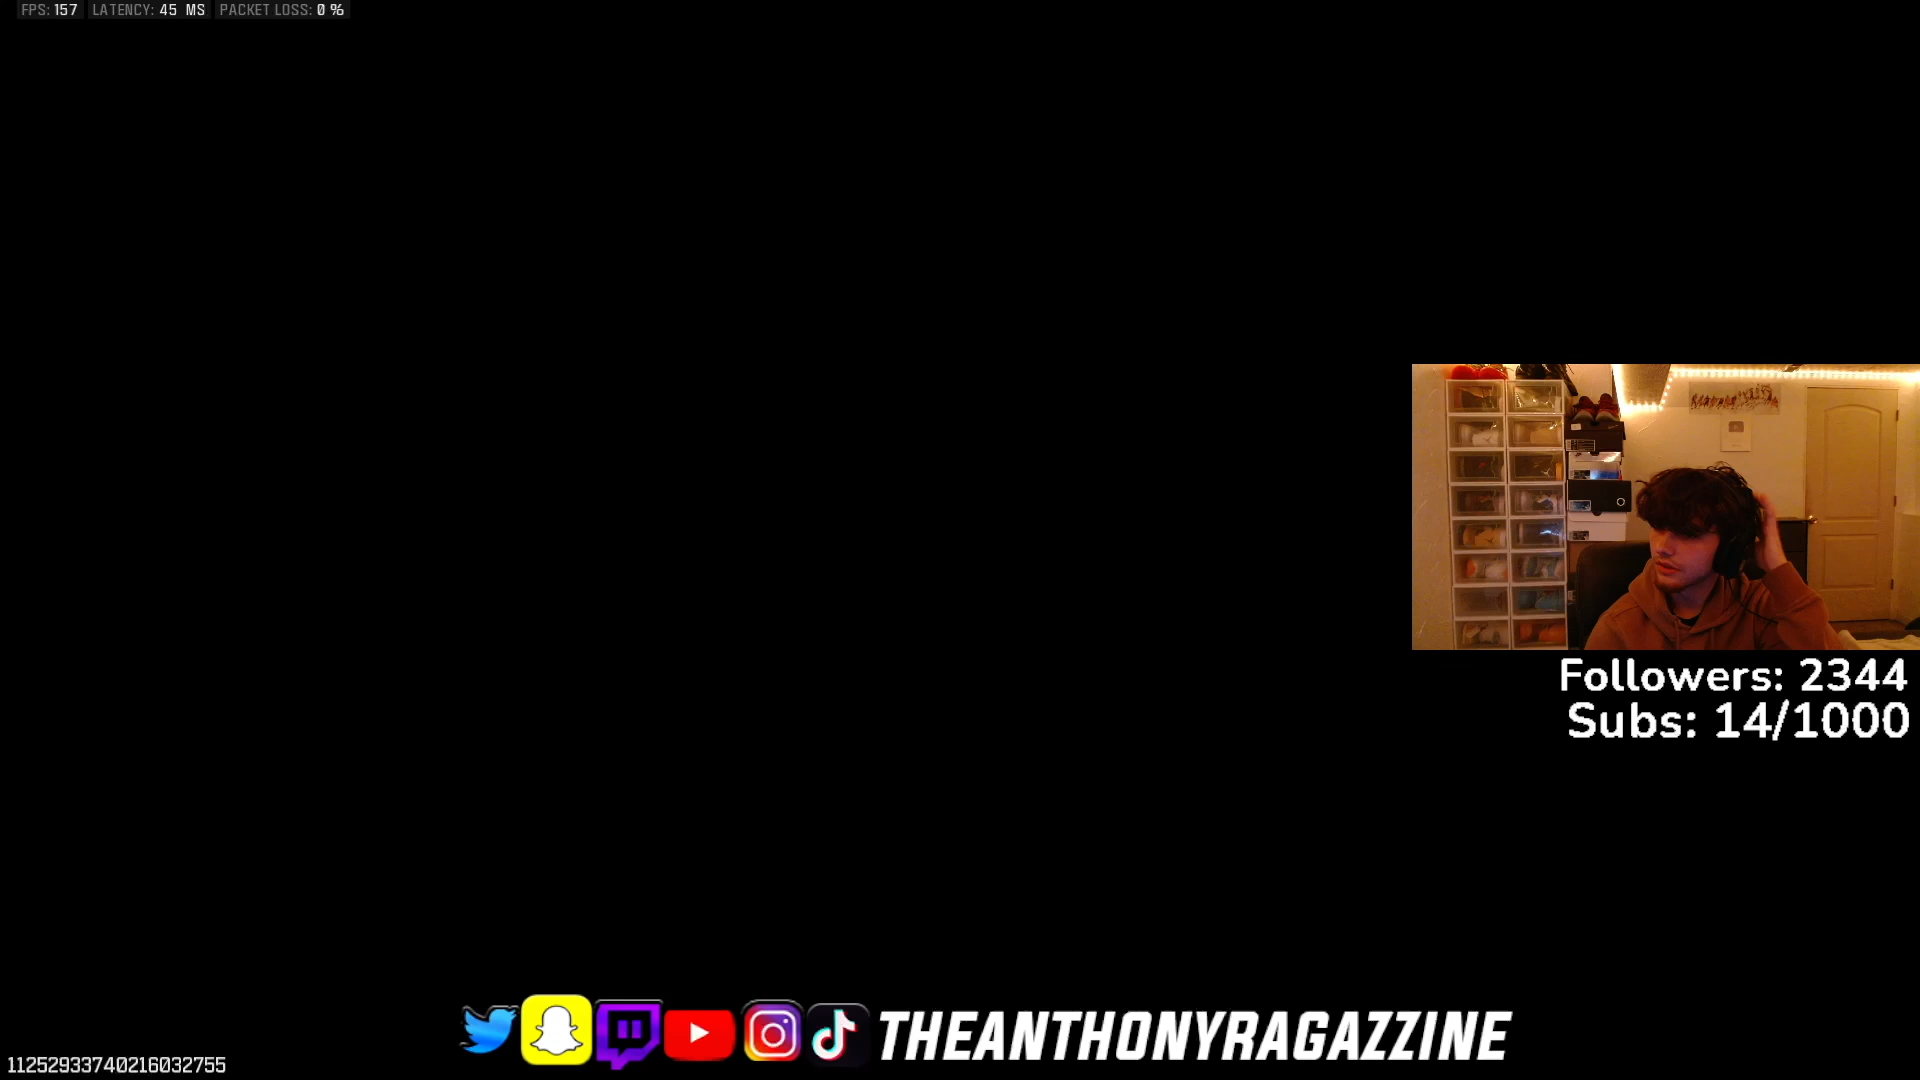 FPS: 157 LATENCY: 45 MS PACKET LOSS: 0 %
Followers: 2344
Subs: 14/1000
THEANTHONYRAGAZZINE
11252933740216032755